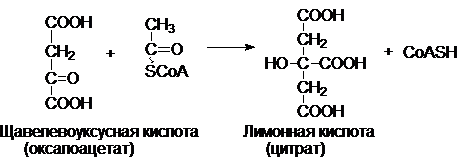 COOH
CH2
C=O
COOH
+
CH3
C=O
SCoA
COOH
CH2
HO-C-COOH
CH2
COOH
+ CoASH
Щавелевоуксусная кислота
(оксалоацетат)
Лимонная кислота
(цитрат)